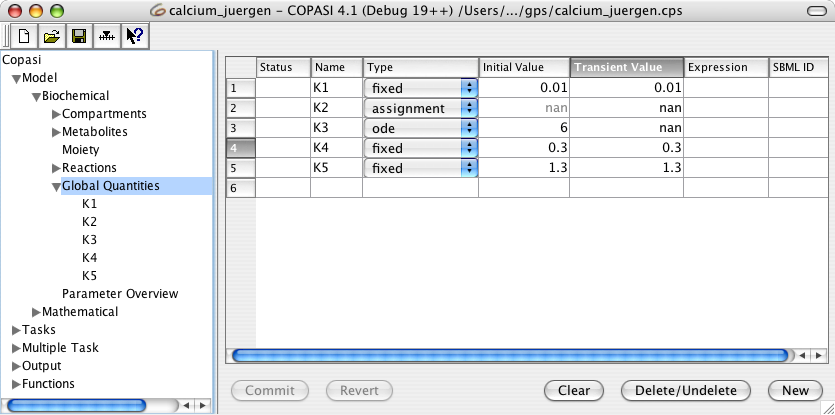 calcium_juergen – COPASI 4.1 (Debug 19++) /Users/.../gps/calcium_juergen.cps
Copasi
Model
Biochemical
Compartments
Metabolites
Moiety
Reactions
Global Quantities
K1
K2
K3
K4
K5
Parameter Overview
Mathematical
Tasks
Multiple Task
Output
Functions
Status Name Type Initial Value Transient Value Expression SBML ID
1 K1 fixed 0.01 0.01
2 K2 assignment nan nan
3 K3 ode 6 nan
4 K4 fixed 0.3 0.3
5 K5 fixed 1.3 1.3
6
Commit Revert Clear Delete/Undelete New